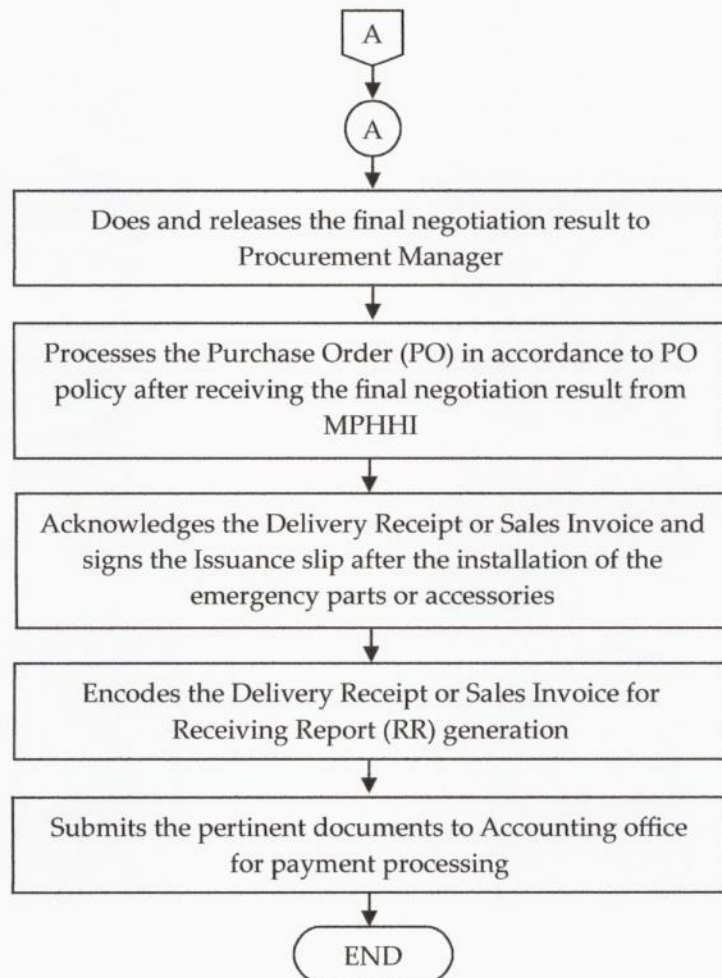 A
A
Does and releases the final negotiation result to
Procurement Manager
Processes the Purchase Order (PO) in accordance to PO
policy after receiving the final negotiation result from
MPHHI
Acknowledges the Delivery Receipt or Sales Invoice and
signs the Issuance slip after the installation of the
emergency parts or accessories
Encodes the Delivery Receipt or Sales Invoice for
Receiving Report (RR) generation
Submits the pertinent documents to Accounting office
for payment processing
END